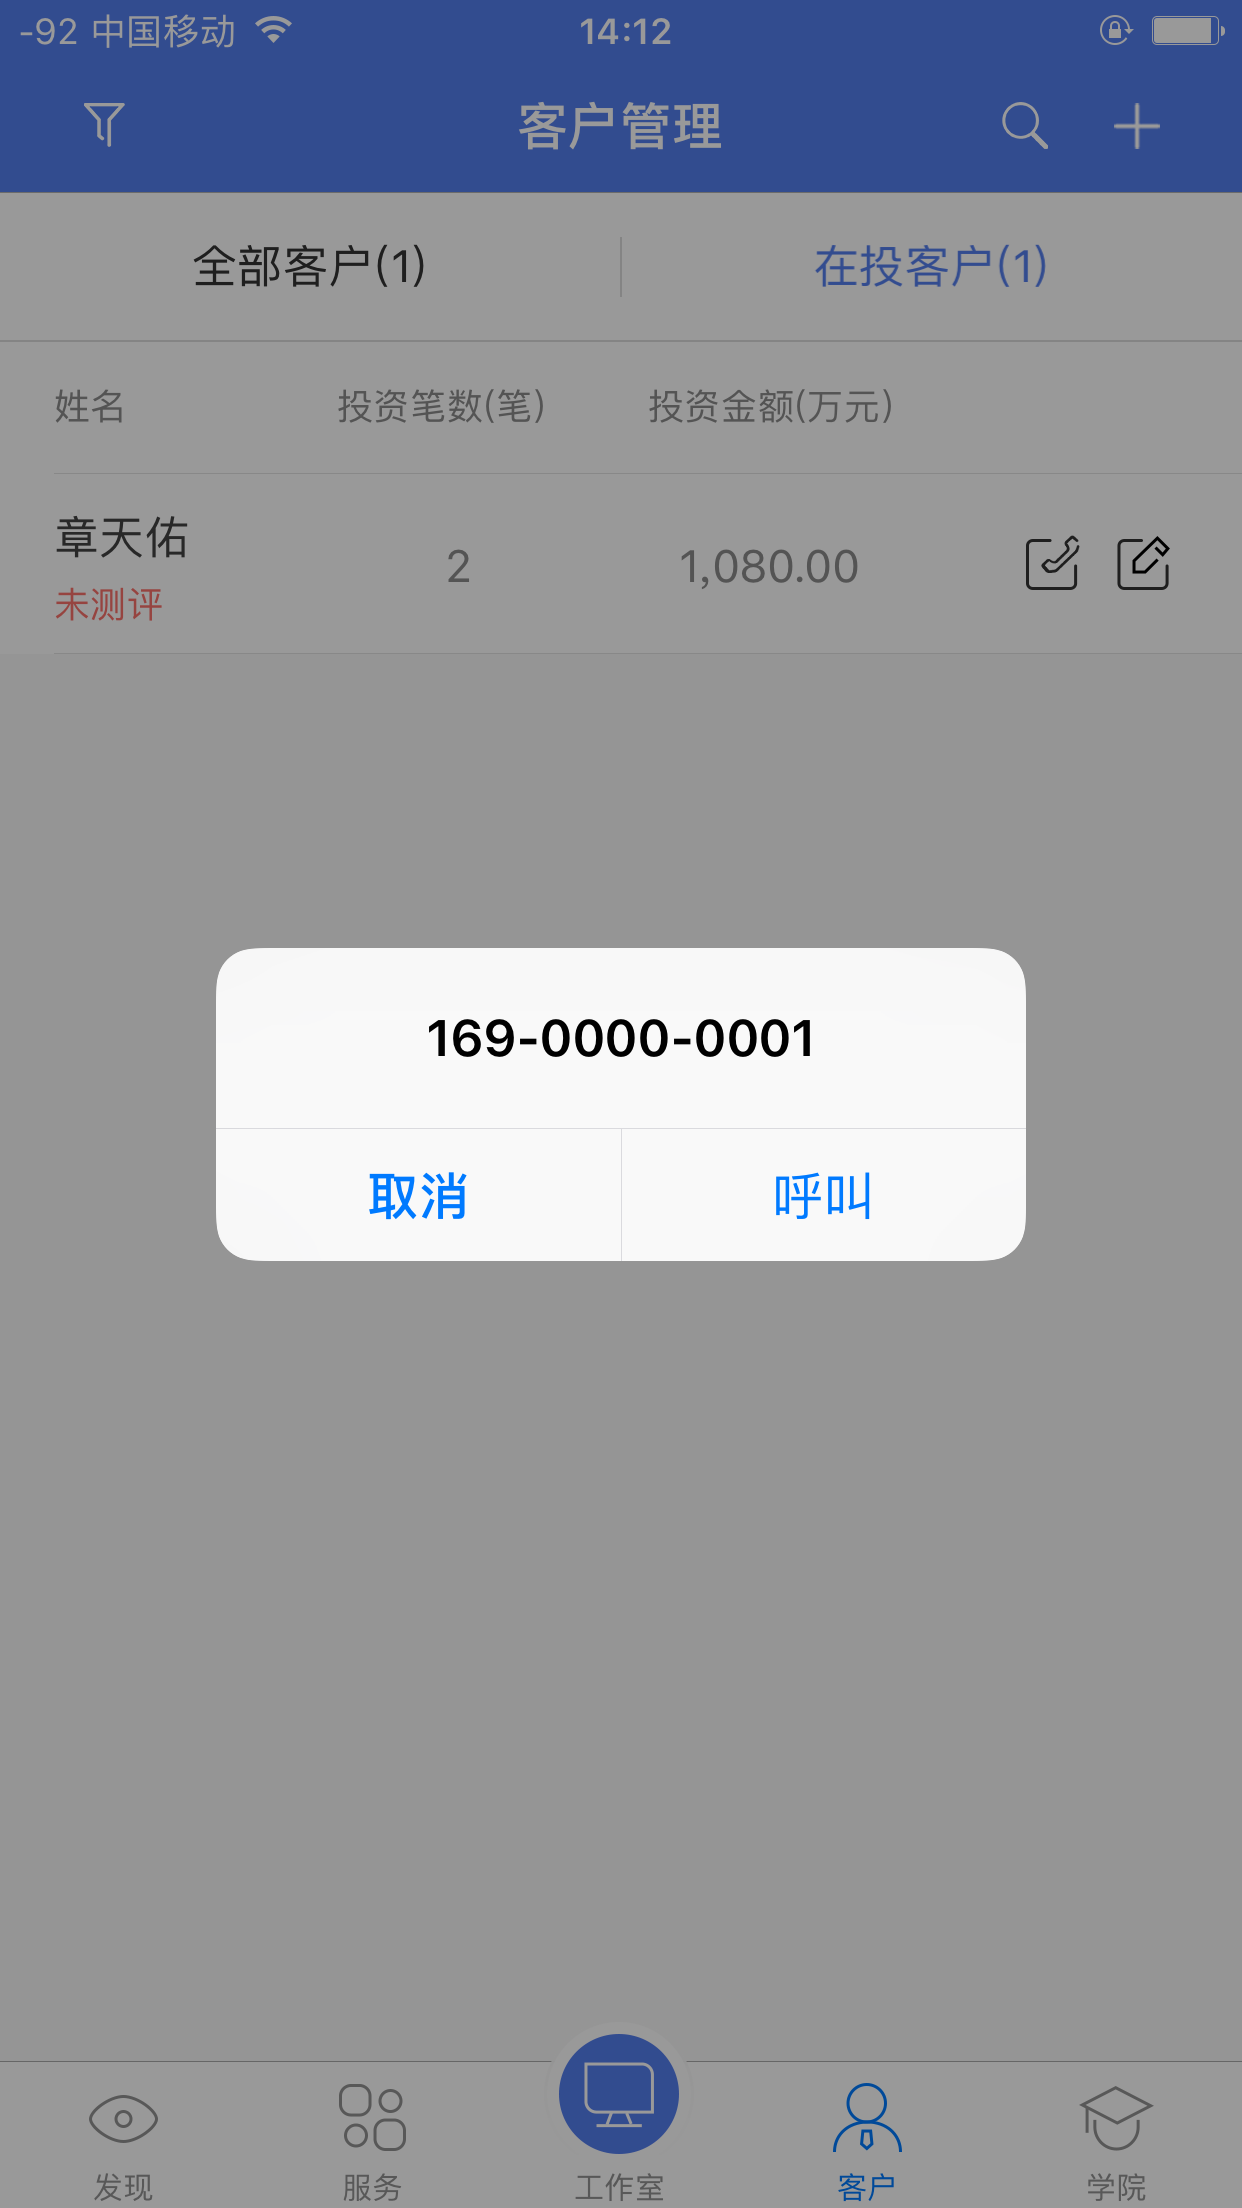 -92 中国移动 14:12
客户管理
全部客户(1) 在投客户(1)
姓名 投资笔数(笔) 投资金额(万元)
章天佑 2 1,080.00
未测评
169-0000-0001
取消 呼叫
发现 服务 工作室 客户 学院